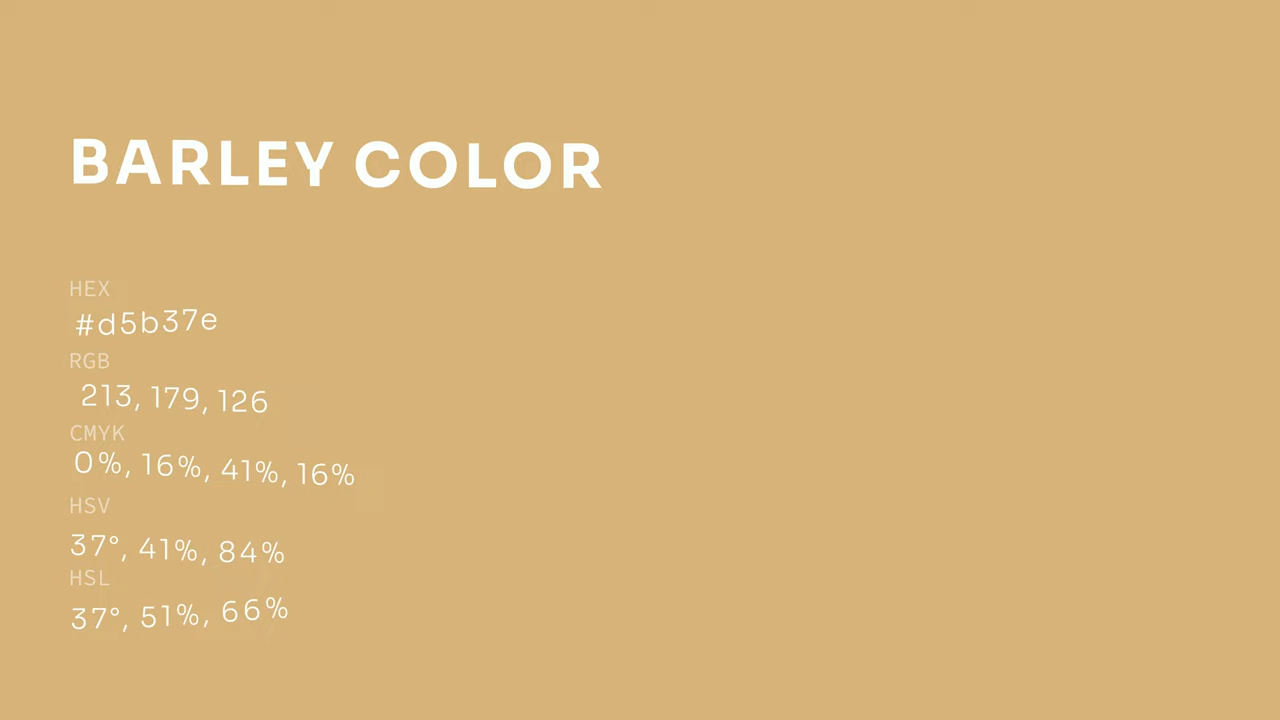 BARLEY COLOR
HEX
#d5b37e
RGB
213, 179, 126
CMYK
0%, 16%, 41%, 16%
HSV
37°, 41%, 84%
HSL
37°, 51%, 66%